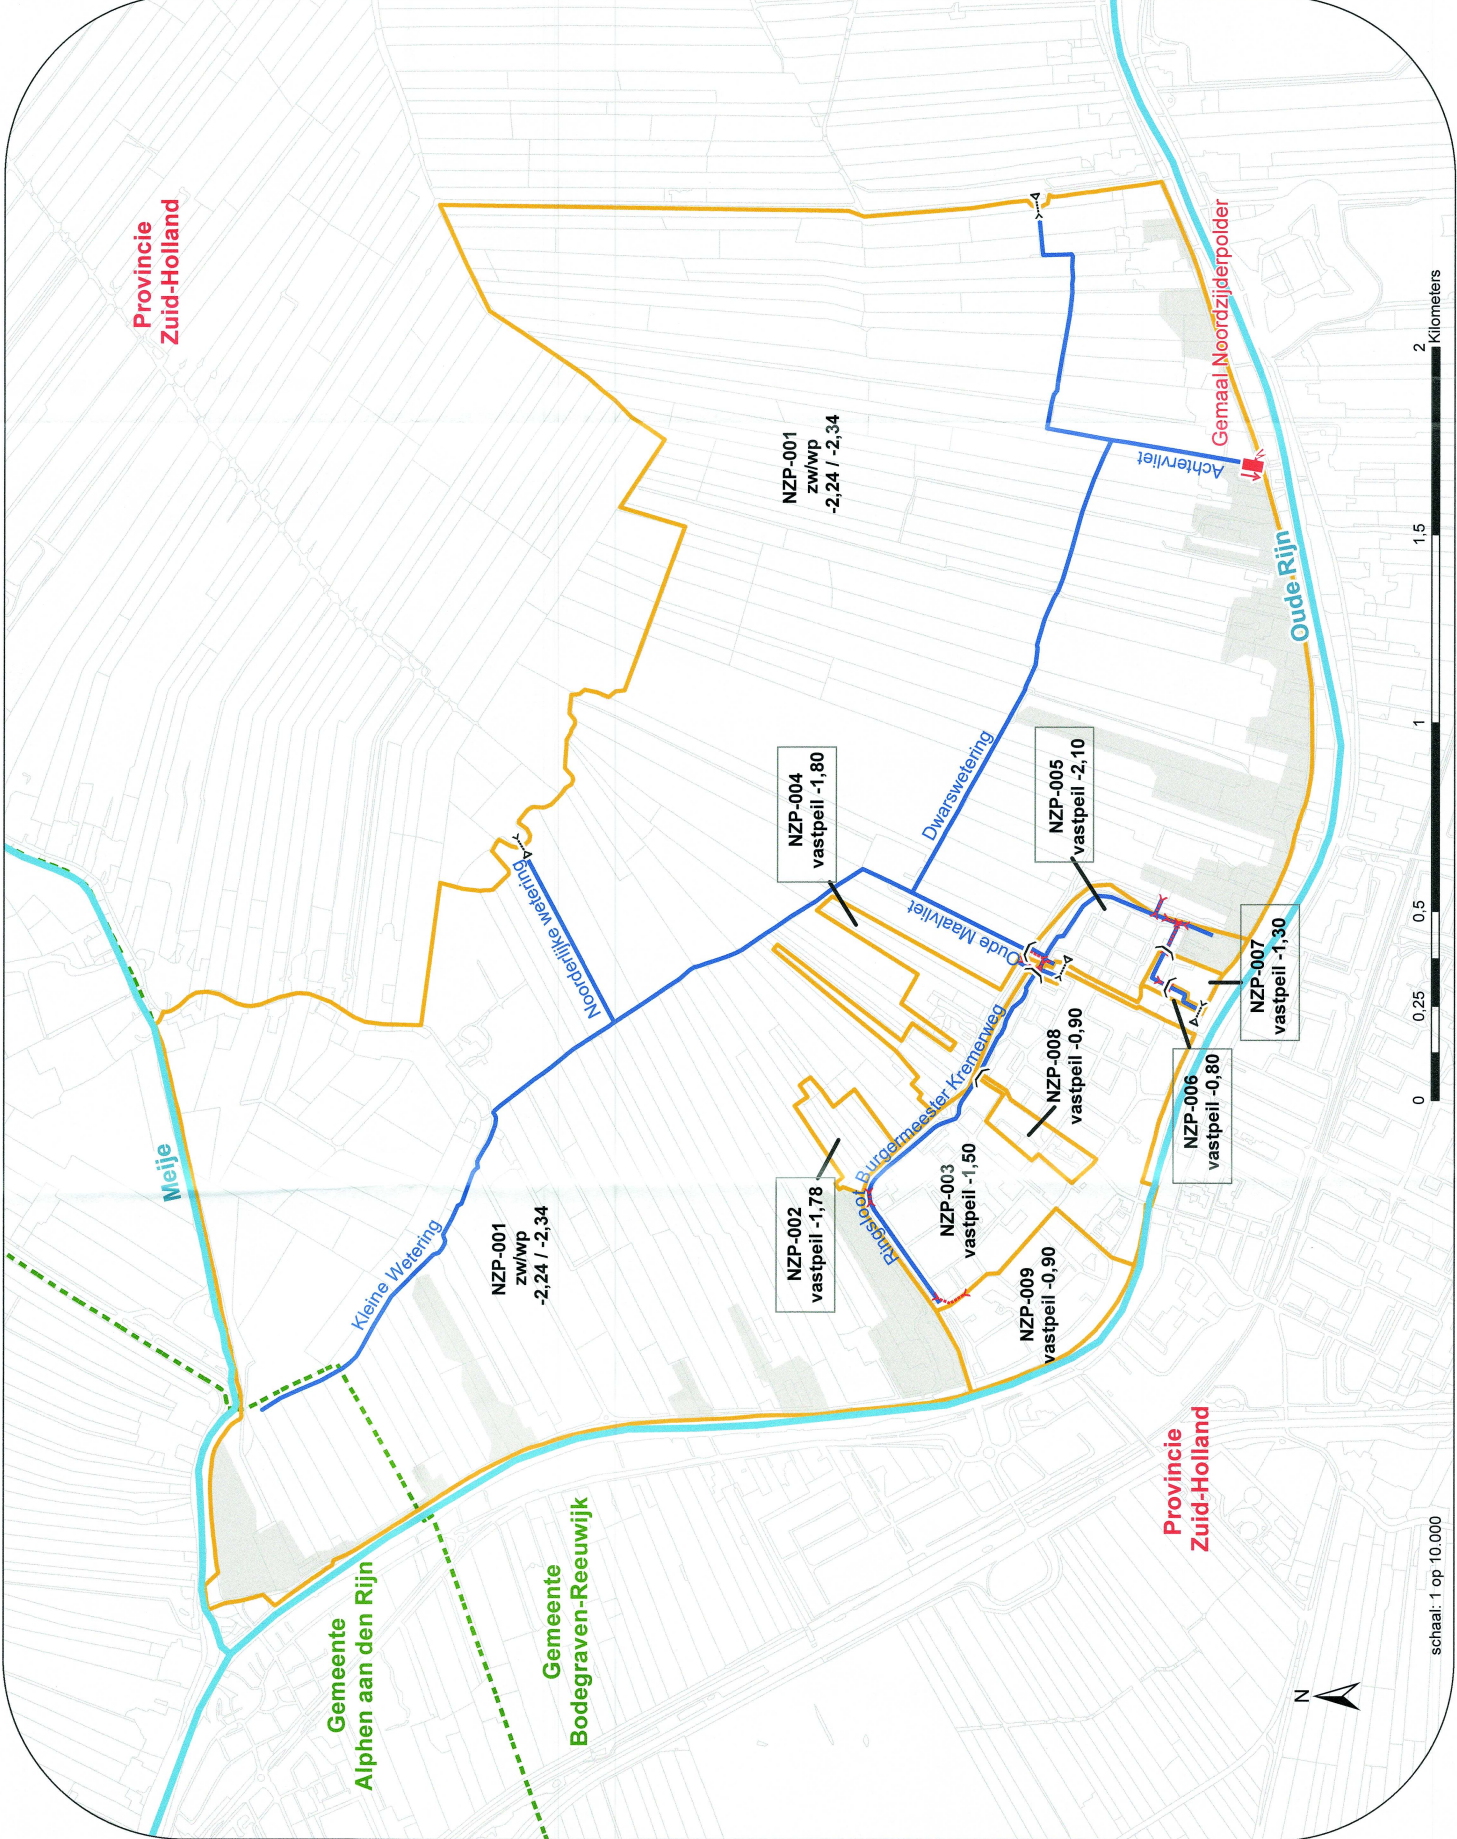 Provincie
Zuid-Holland
Meije
Gemeente
Alphen aan den Rijn
Gemeente
Bodegraven-Reeuwijk
Kleine Wetering
NZP-001
zw/wp
-2,24 / -2,34
Noorderlijke wetering
NZP-001
zw/wp
-2,24 / -2,34
NZP-002
vastpeil -1,78
NZP-004
vastpeil -1,80
Ringsloot Burgermeester Kremerweg
Oude Maalvliet
Dwarswetering
Achtervliet
Gemaal Noordzijderpolder
NZP-003
vastpeil -1,50
NZP-009
vastpeil -0,90
NZP-008
vastpeil -0,90
NZP-005
vastpeil -2,10
NZP-006
vastpeil -0,80
NZP-007
vastpeil -1,30
Oude Rijn
Provincie
Zuid-Holland
N
schaal: 1 op 10.000
0 0,25 0,5 1 1,5 2
Kilometers